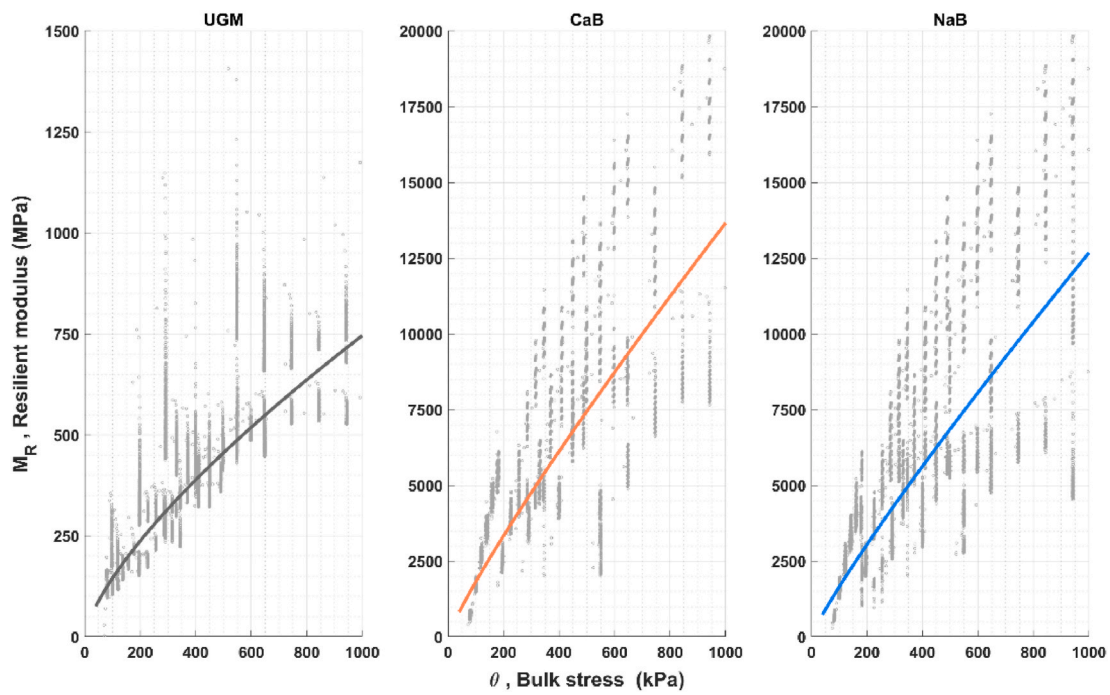 UGM CaB NaB
1500 20000 20000
17500 17500
1250
15000 15000
1000
12500 12500
750 10000 10000
7500 7500
500
5000 5000
250
2500 2500
0 0 0
0 200 400 600 800 1000 0 200 400 600 800 1000 0 200 400 600 800 1000
M_R , Resilient modulus (MPa)
θ , Bulk stress (kPa)